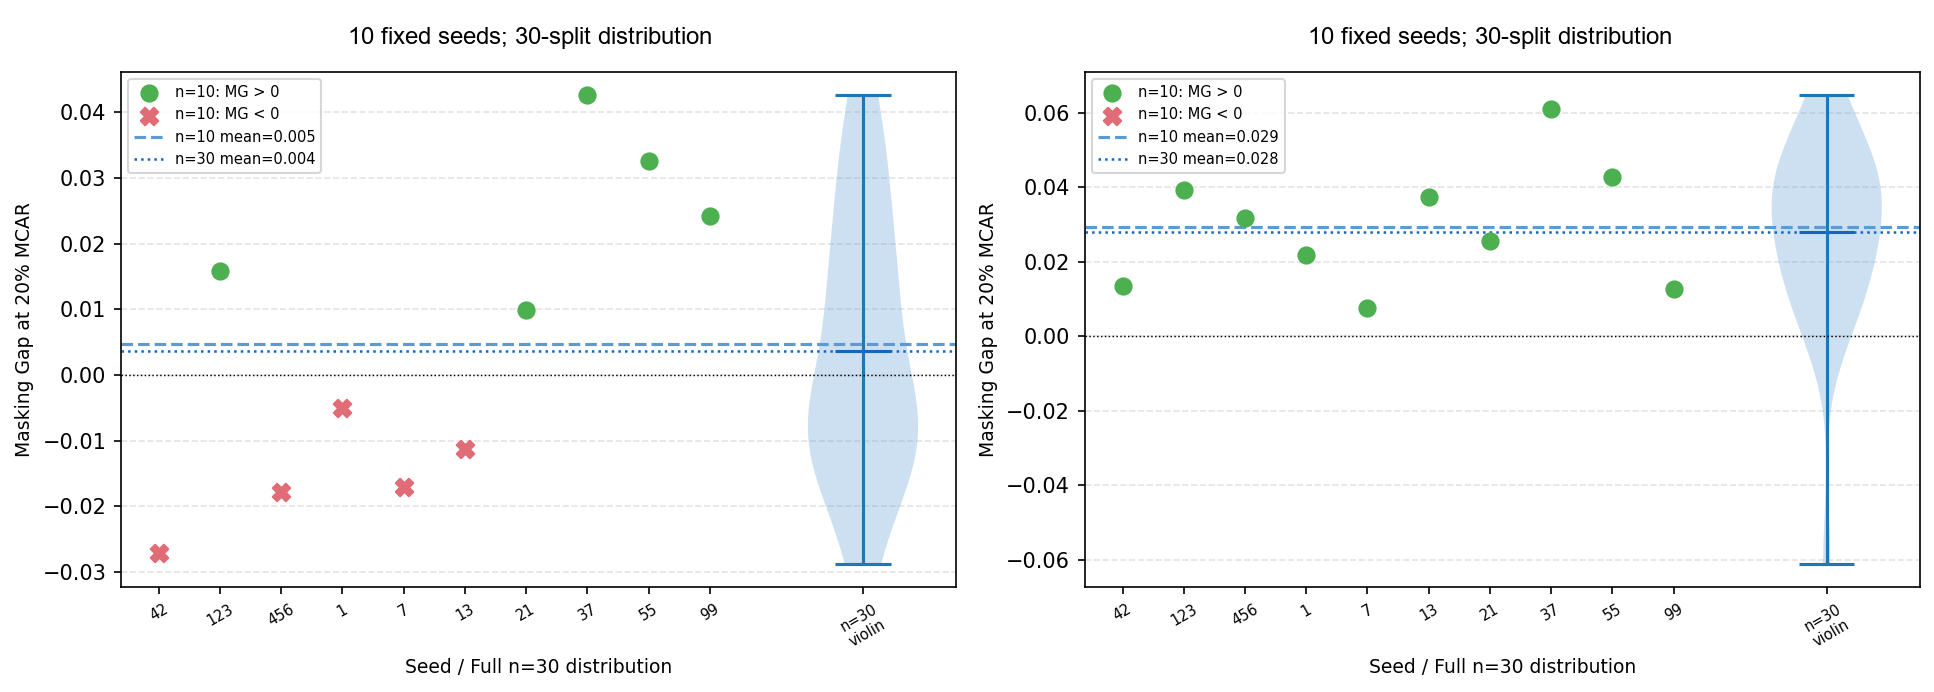 10 fixed seeds; 30-split distribution
n=10: MG > 0
n=10: MG < 0
n=10 mean=0.005
n=30 mean=0.004
Masking Gap at 20% MCAR
0.04
0.03
0.02
0.01
0.00
−0.01
−0.02
−0.03
42
123
456
1
7
13
21
37
55
99
n=30
violin
Seed / Full n=30 distribution
10 fixed seeds; 30-split distribution
n=10: MG > 0
n=10: MG < 0
n=10 mean=0.029
n=30 mean=0.028
Masking Gap at 20% MCAR
0.06
0.04
0.02
0.00
−0.02
−0.04
−0.06
42
123
456
1
7
13
21
37
55
99
n=30
violin
Seed / Full n=30 distribution